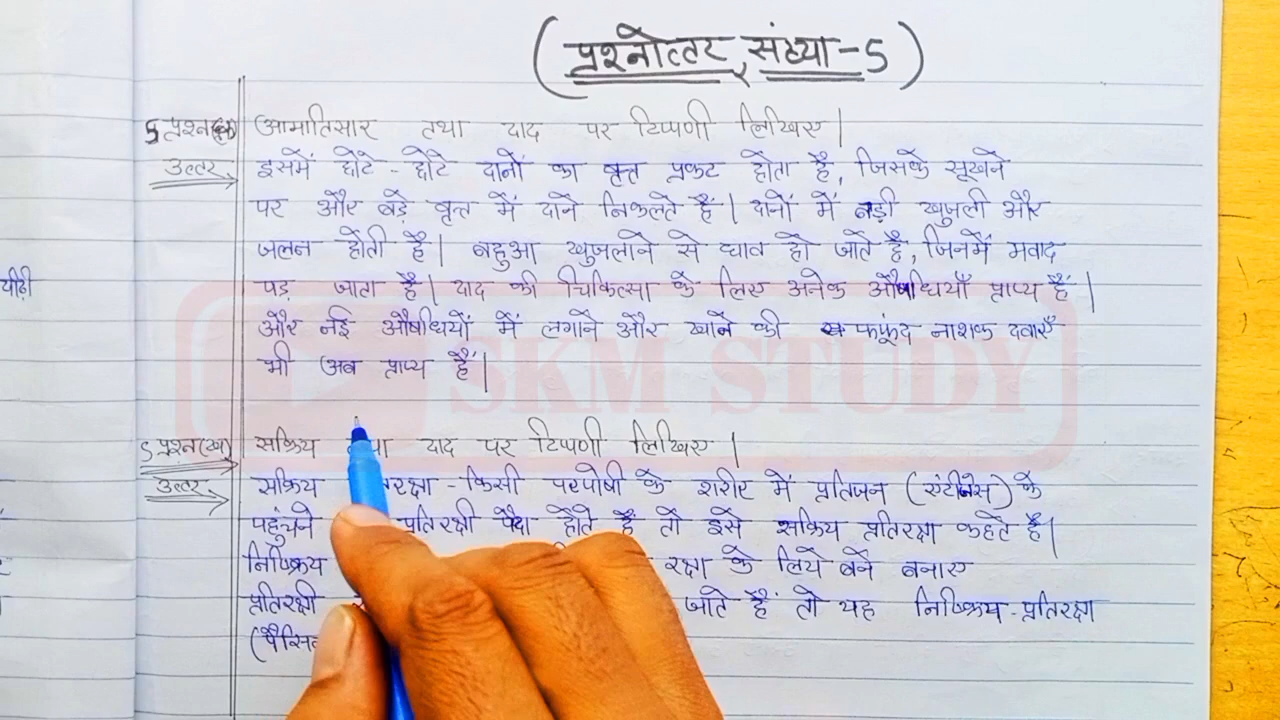 (प्रश्नोत्तर, संख्या-5)
5 प्रश्न(क) आमातिसार तथा दाद पर टिप्पणी लिखिए |
उत्तर इसमें छोटे-छोटे दानों का वृत्त प्रकट होता है, जिसके सूखने
पर और बड़े वृत्त में दाने निकलते हैं | दानों में बड़ी खुजली और
जलन होती है | बहुआ खुजलाने से घाव हो जाते है, जिनमें मवाद
पड़ जाता है | दाद की चिकित्सा के लिए अनेक औषधियाँ प्राप्य हैं |
और नई औषधियों में लगाने और खाने की फफूंद नाशक दवाएँ
भी अब प्राप्य हैं |
5 प्रश्न(ख) सक्रिय दाद पर टिप्पणी लिखिए |
उत्तर सक्रिय -किसी परपोषी के शरीर में प्रतिजन (एंटीजेंस) के
पहुंचने प्रतिरक्षी पैदा होते हैं तो इसे सक्रिय प्रतिरक्षा कहते हैं |
निष्क्रिय रक्षा के लिये बने बनाए
प्रतिरक्षी जाते हैं तो यह निष्क्रिय-प्रतिरक्षा
पीढ़ी
SKM STUDY